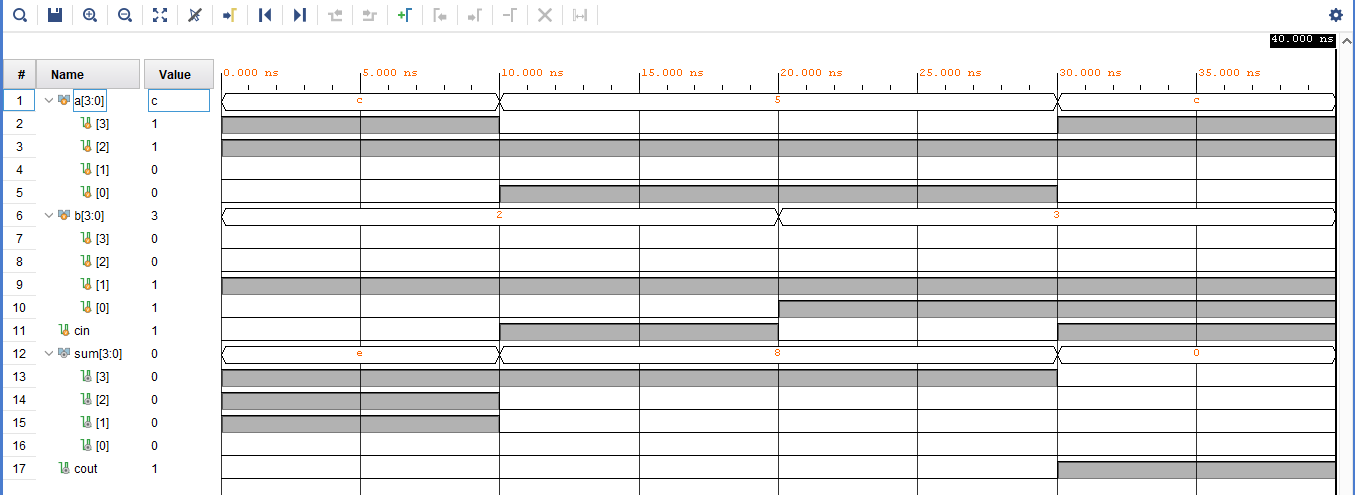 40.000 ns
# Name Value 0.000 ns 5.000 ns 10.000 ns 15.000 ns 20.000 ns 25.000 ns 30.000 ns 35.000 ns
1 a[3:0] c c 5 c
2 [3] 1
3 [2] 1
4 [1] 0
5 [0] 0
6 b[3:0] 3 2 3
7 [3] 0
8 [2] 0
9 [1] 1
10 [0] 1
11 cin 1
12 sum[3:0] 0 e 8 0
13 [3] 0
14 [2] 0
15 [1] 0
16 [0] 0
17 cout 1